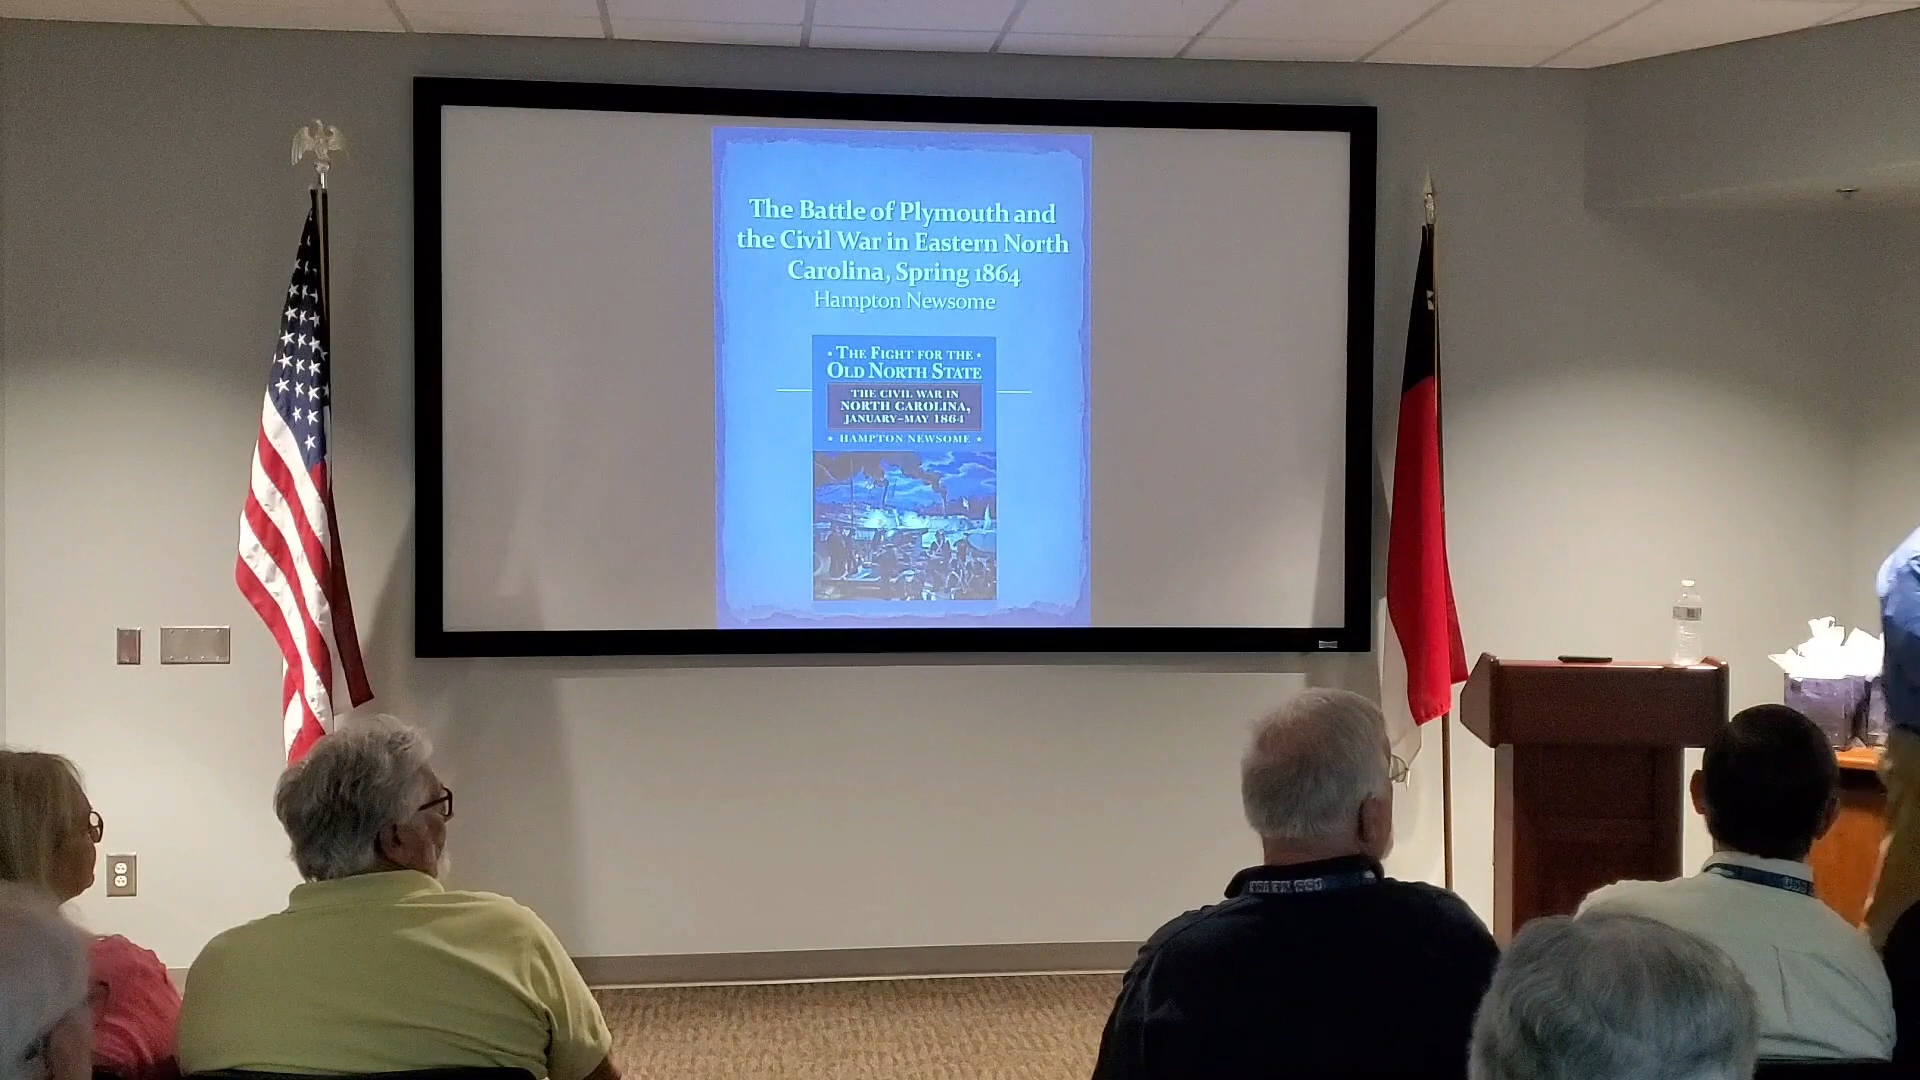 The Battle of Plymouth and
the Civil War in Eastern North
Carolina, Spring 1864
Hampton Newsome
• THE FIGHT FOR THE •
OLD NORTH STATE
THE CIVIL WAR IN
NORTH CAROLINA,
JANUARY–MAY 1864
• HAMPTON NEWSOME •